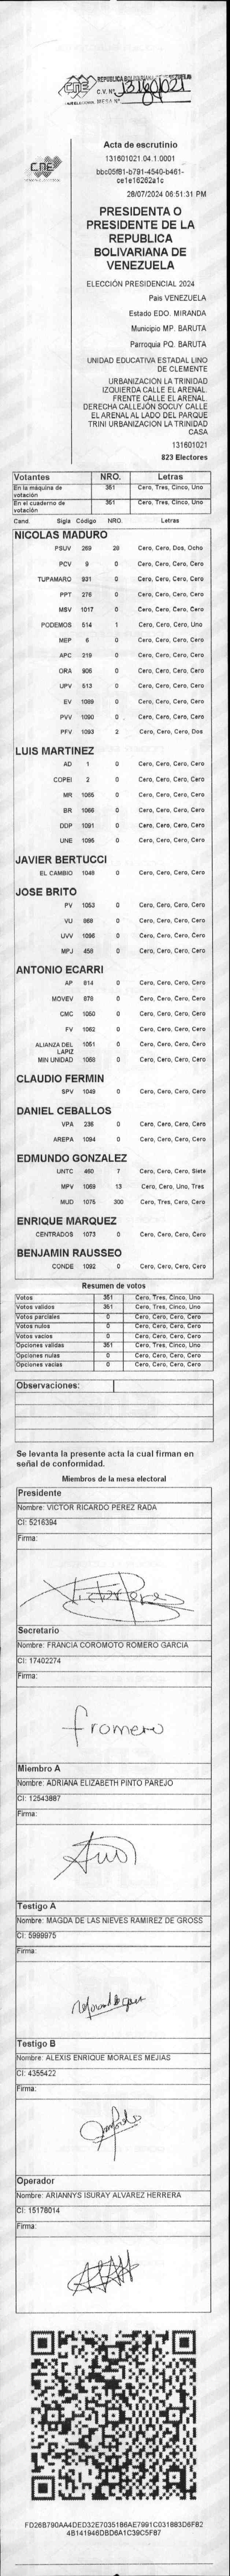 CNE
REPUBLICA BOLIVARIANA DE VENEZUELA
C.V. Nº 131601021
MESA Nº
CNE
Acta de escrutinio
131601021.04.1.0001
bbc05f81-b791-4540-b461-
ce1e16262a1c
28/07/2024 06:51:31 PM
PRESIDENTA O
PRESIDENTE DE LA
REPUBLICA
BOLIVARIANA DE
VENEZUELA
ELECCIÓN PRESIDENCIAL 2024
Pais VENEZUELA
Estado EDO. MIRANDA
Municipio MP. BARUTA
Parroquia PQ. BARUTA
UNIDAD EDUCATIVA ESTADAL LINO
DE CLEMENTE
URBANIZACION LA TRINIDAD
IZQUIERDA CALLE EL ARENAL.
FRENTE CALLE EL ARENAL.
DERECHA CALLEJON SOCUY CALLE
EL ARENAL AL LADO DEL PARQUE
TRINI URBANIZACION LA TRINIDAD
CASA
131601021
823 Electores
Votantes NRO. Letras
En la máquina de votación 351 Cero, Tres, Cinco, Uno
En el cuaderno de votación 351 Cero, Tres, Cinco, Uno
Cand. Sigla Código NRO. Letras
NICOLAS MADURO
PSUV 269 28 Cero, Cero, Dos, Ocho
PCV 9 0 Cero, Cero, Cero, Cero
TUPAMARO 931 0 Cero, Cero, Cero, Cero
PPT 276 0 Cero, Cero, Cero, Cero
MSV 1017 0 Cero, Cero, Cero, Cero
PODEMOS 514 1 Cero, Cero, Cero, Uno
MEP 6 0 Cero, Cero, Cero, Cero
APC 219 0 Cero, Cero, Cero, Cero
ORA 906 0 Cero, Cero, Cero, Cero
UPV 513 0 Cero, Cero, Cero, Cero
EV 1089 0 Cero, Cero, Cero, Cero
PVV 1090 0 Cero, Cero, Cero, Cero
PFV 1093 2 Cero, Cero, Cero, Dos
LUIS MARTINEZ
AD 1 0 Cero, Cero, Cero, Cero
COPEI 2 0 Cero, Cero, Cero, Cero
MR 1065 0 Cero, Cero, Cero, Cero
BR 1066 0 Cero, Cero, Cero, Cero
DDP 1091 0 Cero, Cero, Cero, Cero
UNE 1095 0 Cero, Cero, Cero, Cero
JAVIER BERTUCCI
EL CAMBIO 1048 0 Cero, Cero, Cero, Cero
JOSE BRITO
PV 1053 0 Cero, Cero, Cero, Cero
VU 868 0 Cero, Cero, Cero, Cero
UVV 1096 0 Cero, Cero, Cero, Cero
MPJ 458 0 Cero, Cero, Cero, Cero
ANTONIO ECARRI
AP 814 0 Cero, Cero, Cero, Cero
MOVEV 878 0 Cero, Cero, Cero, Cero
CMC 1050 0 Cero, Cero, Cero, Cero
FV 1062 0 Cero, Cero, Cero, Cero
ALIANZA DEL LAPIZ 1051 0 Cero, Cero, Cero, Cero
MIN UNIDAD 1068 0 Cero, Cero, Cero, Cero
CLAUDIO FERMIN
SPV 1049 0 Cero, Cero, Cero, Cero
DANIEL CEBALLOS
VPA 236 0 Cero, Cero, Cero, Cero
AREPA 1094 0 Cero, Cero, Cero, Cero
EDMUNDO GONZALEZ
UNTC 460 7 Cero, Cero, Cero, Siete
MPV 1069 13 Cero, Cero, Uno, Tres
MUD 1075 300 Cero, Tres, Cero, Cero
ENRIQUE MARQUEZ
CENTRADOS 1073 0 Cero, Cero, Cero, Cero
BENJAMIN RAUSSEO
CONDE 1092 0 Cero, Cero, Cero, Cero
Resumen de votos
Votos 351 Cero, Tres, Cinco, Uno
Votos validos 351 Cero, Tres, Cinco, Uno
Votos parciales 0 Cero, Cero, Cero, Cero
Votos nulos 0 Cero, Cero, Cero, Cero
Votos vacios 0 Cero, Cero, Cero, Cero
Opciones validas 351 Cero, Tres, Cinco, Uno
Opciones nulas 0 Cero, Cero, Cero, Cero
Opciones vacias 0 Cero, Cero, Cero, Cero
Observaciones:
Se levanta la presente acta la cual firman en
señal de conformidad.
Miembros de la mesa electoral
Presidente
Nombre: VICTOR RICARDO PEREZ RADA
CI: 5216394
Firma:
Secretario
Nombre: FRANCIA COROMOTO ROMERO GARCIA
CI: 17402274
Firma:
fromero
Miembro A
Nombre: ADRIANA ELIZABETH PINTO PAREJO
CI: 12543887
Firma:
Testigo A
Nombre: MAGDA DE LAS NIEVES RAMIREZ DE GROSS
CI: 5999975
Firma:
Testigo B
Nombre: ALEXIS ENRIQUE MORALES MEJIAS
CI: 4355422
Firma:
Operador
Nombre: ARIANNYS ISURAY ALVAREZ HERRERA
CI: 15178014
Firma:
FD26B790AA4DED32E7035186AE7991C031883D6F82
4B141946DBD6A1C39C5F87